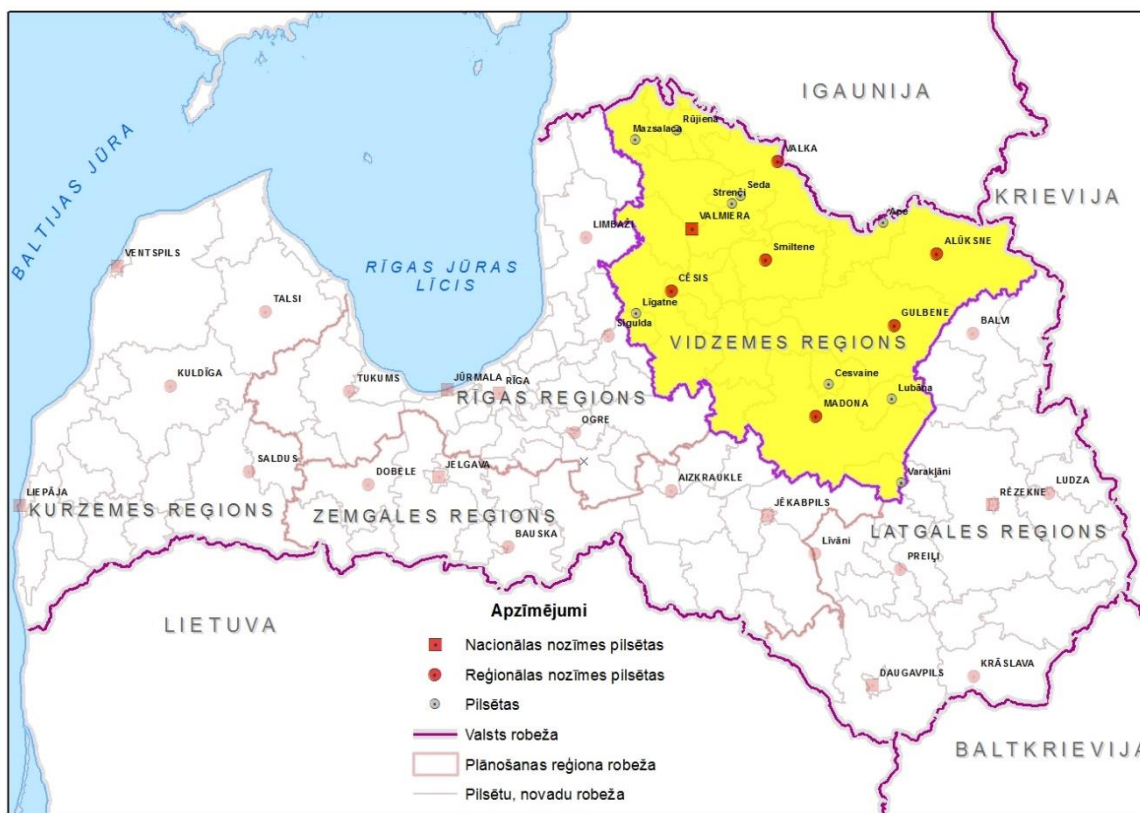 IGAUNIJA
Rūjiena
Mazsalaca
VALKA
BALTIJAS JŪRA
Seda
Strenči
KRIEVIJA
Ape
VALMIERA
LIMBAŽI
ALŪKSNE
VENTSPILS
Smiltene
RĪGAS JŪRAS
LĪCIS
CĒSIS
TALSI
Līgatne
GULBENE
Sigulda
BALVI
VIDZEMES REĢIONS
KULDĪGA
Cesvaine
TUKUMS
JŪRMALA
RĪGA
Lubāna
RĪGAS REĢIONS
MADONA
OGRE
SALDUS
DOBELE
JELGAVA
AIZKRAUKLE
Varakļāni
LUDZA
LIEPĀJA
RĒZEKNE
KURZEMES REĢIONS
ZEMGALES REĢIONS
JĒKABPILS
LATGALES REĢIONS
BAUSKA
Līvāni
PREIĻI
LIETUVA
Apzīmējumi
Nacionālas nozīmes pilsētas
Reģionālas nozīmes pilsētas
Pilsētas
Valsts robeža
Plānošanas reģiona robeža
Pilsētu, novadu robeža
DAUGAVPILS
KRĀSLAVA
BALTKRIEVIJA